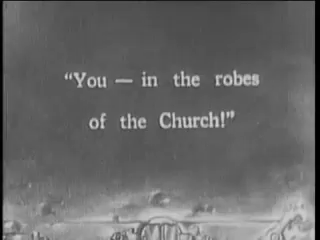 “You — in the robes
of the Church!”